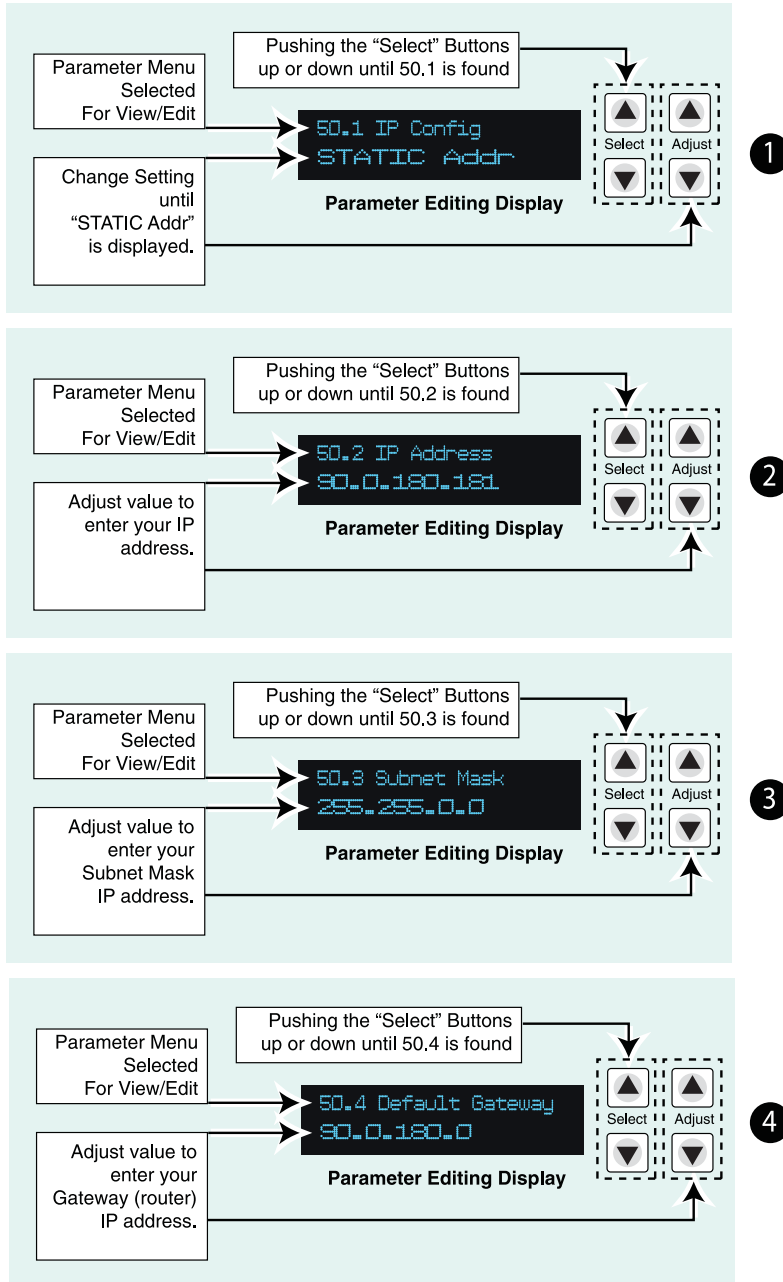 Pushing the “Select” Buttons
up or down until 50.1 is found
Parameter Menu
Selected
For View/Edit
50.1 IP Config
STATIC Addr
Select
Adjust
Change Setting
until
“STATIC Addr”
is displayed.
Parameter Editing Display
1
Pushing the “Select” Buttons
up or down until 50.2 is found
Parameter Menu
Selected
For View/Edit
50.2 IP Address
90.0.180.181
Select
Adjust
Adjust value to
enter your IP
address.
Parameter Editing Display
2
Pushing the “Select” Buttons
up or down until 50.3 is found
Parameter Menu
Selected
For View/Edit
50.3 Subnet Mask
255.255.0.0
Select
Adjust
Adjust value to
enter your
Subnet Mask
IP address.
Parameter Editing Display
3
Pushing the “Select” Buttons
up or down until 50.4 is found
Parameter Menu
Selected
For View/Edit
50.4 Default Gateway
90.0.180.0
Select
Adjust
Adjust value to
enter your
Gateway (router)
IP address.
Parameter Editing Display
4